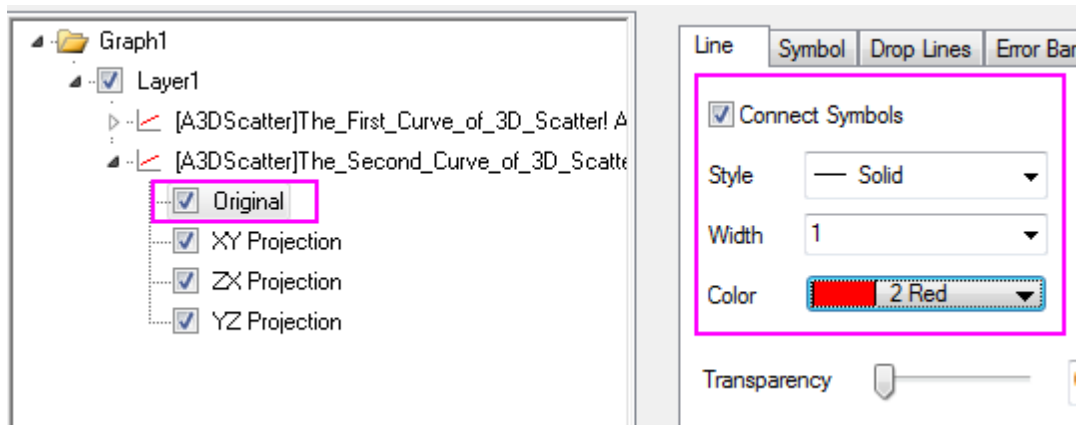 Graph1
Layer1
[A3DScatter]The_First_Curve_of_3D_Scatter! A
[A3DScatter]The_Second_Curve_of_3D_Scatte
Original
XY Projection
ZX Projection
YZ Projection
Line Symbol Drop Lines Error Bar
Connect Symbols
Style Solid
Width 1
Color 2 Red
Transparency